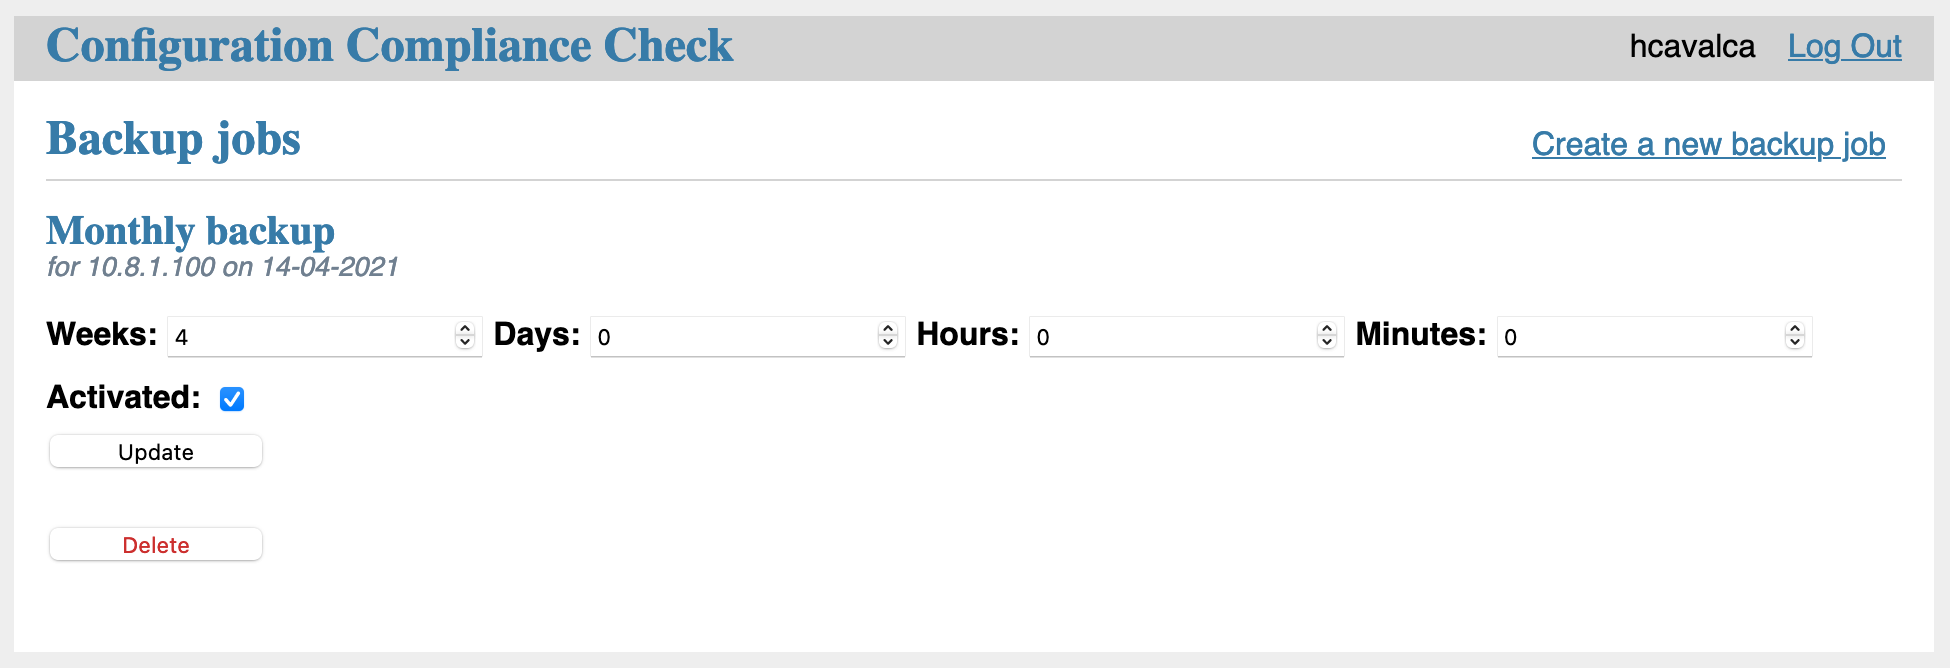 Configuration Compliance Check hcavalca Log Out
Backup jobs Create a new backup job
Monthly backup
for 10.8.1.100 on 14-04-2021
Weeks: 4 Days: 0 Hours: 0 Minutes: 0
Activated:
Update
Delete